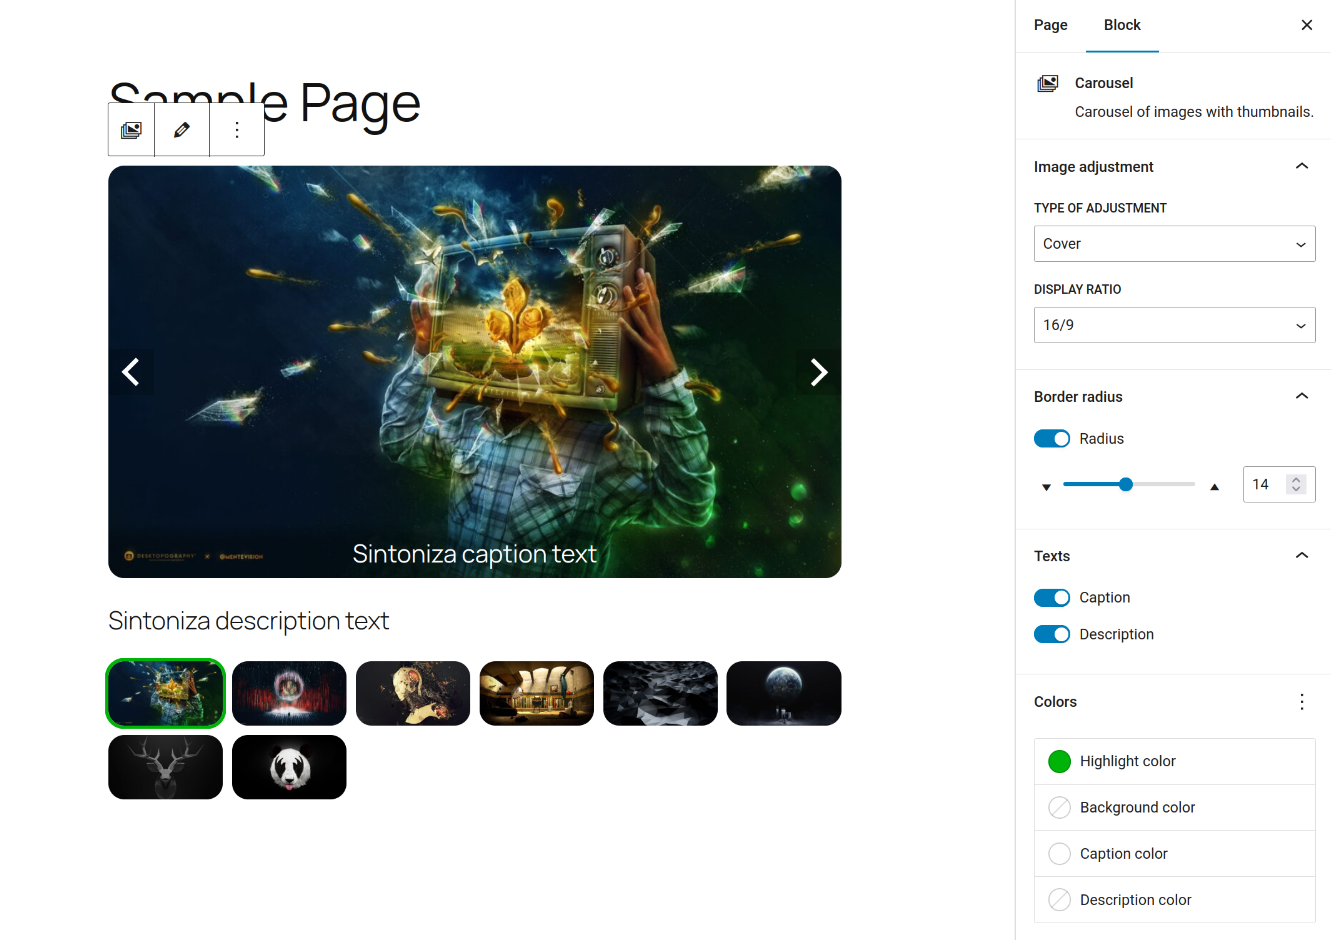 Sample Page
Sintoniza caption text
DESKTOPOGRAPHY × @MENTEVISION
Sintoniza description text
Page
Block
Carousel
Carousel of images with thumbnails.
Image adjustment
TYPE OF ADJUSTMENT
Cover
DISPLAY RATIO
16/9
Border radius
Radius
14
Texts
Caption
Description
Colors
Highlight color
Background color
Caption color
Description color